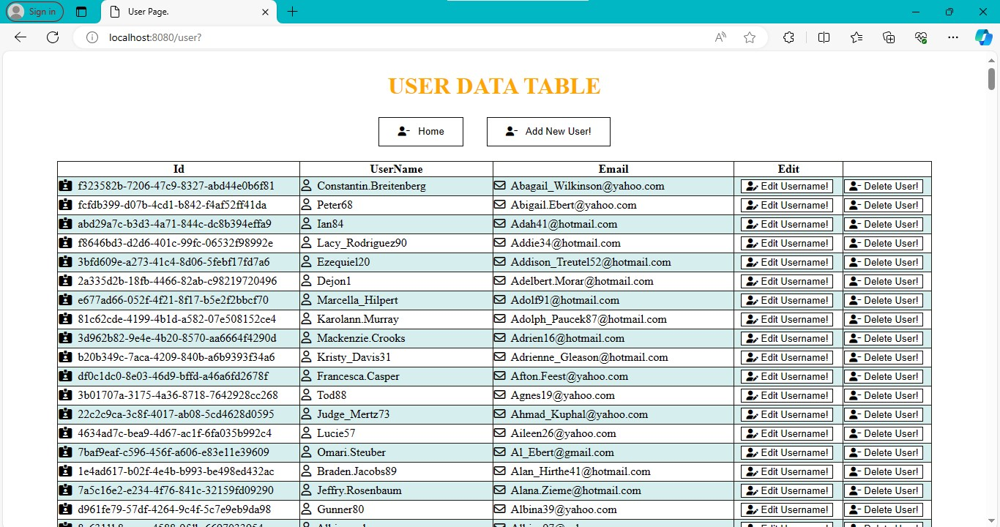 Sign in User Page.
localhost:8080/user?
USER DATA TABLE
Home Add New User!
Id UserName Email Edit
f323582b-7206-47c9-8327-abd44e0b6f81 Constantin.Breitenberg Abagail_Wilkinson@yahoo.com Edit Username! Delete User!
fcfdb399-d07b-4cd1-b842-f4af52ff41da Peter68 Abigail.Ebert@yahoo.com Edit Username! Delete User!
abd29a7c-b3d3-4a71-844c-dc8b394effa9 Ian84 Adah41@hotmail.com Edit Username! Delete User!
f8646bd3-d2d6-401c-99fc-06532f98992e Lacy_Rodriguez90 Addie34@hotmail.com Edit Username! Delete User!
3bfd609e-a273-41c4-8d06-5febf17fd7a6 Ezequiel20 Addison_Treutel52@hotmail.com Edit Username! Delete User!
2a335d2b-18fb-4466-82ab-c98219720496 Dejon1 Adelbert.Morar@hotmail.com Edit Username! Delete User!
e677ad66-052f-4f21-8f17-b5e2f2bbcf70 Marcella_Hilpert Adolf91@hotmail.com Edit Username! Delete User!
81c62cde-4199-4b1d-a582-07e508152ce4 Karolann.Murray Adolph_Paucek87@hotmail.com Edit Username! Delete User!
3d962b82-9e4e-4b20-8570-aa6664f4290d Mackenzie.Crooks Adrien16@hotmail.com Edit Username! Delete User!
b20b349c-7aca-4209-840b-a6b9393f34a6 Kristy_Davis31 Adrienne_Gleason@hotmail.com Edit Username! Delete User!
df0c1dc0-8e03-46d9-bffd-a46a6fd2678f Francesca.Casper Afton.Feest@yahoo.com Edit Username! Delete User!
3b01707a-3175-4a36-8718-7642928cc268 Tod88 Agnes19@yahoo.com Edit Username! Delete User!
22c2c9ca-3c8f-4017-ab08-5cd4628d0595 Judge_Mertz73 Ahmad_Kuphal@yahoo.com Edit Username! Delete User!
4634ad7c-bea9-4d67-ac1f-6fa035b992c4 Lucie57 Aileen26@yahoo.com Edit Username! Delete User!
7baf9eaf-c596-456f-a606-e83e11e39609 Omari.Steuber Al_Ebert@gmail.com Edit Username! Delete User!
1e4ad617-b02f-4e4b-b993-be498ed432ac Braden.Jacobs89 Alan_Hirthe41@hotmail.com Edit Username! Delete User!
7a5c16e2-e234-4f76-841c-32159fd09290 Jeffry.Rosenbaum Alana.Zieme@hotmail.com Edit Username! Delete User!
d961fe79-57df-4264-9c4f-5c7e9eb9da98 Gunner80 Albina39@yahoo.com Edit Username! Delete User!